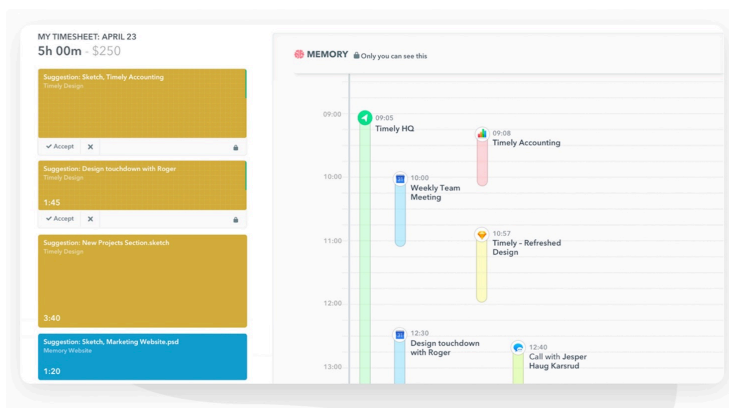 MY TIMESHEET: APRIL 23
5h 00m - $250
Suggestion: Sketch, Timely Accounting
Timely Design
Accept
Suggestion: Design touchdown with Roger
Timely Design
1:45
Accept
Suggestion: New Projects Section.sketch
Timely Design
3:40
Suggestion: Sketch, Marketing Website.psd
Memory Website
1:20
MEMORY Only you can see this
09:00
09:05
Timely HQ
09:08
Timely Accounting
10:00
10:00
Weekly Team
Meeting
11:00
10:57
Timely – Refreshed
Design
12:00
12:30
Design touchdown
with Roger
12:40
Call with Jesper
Haug Karsrud
13:00